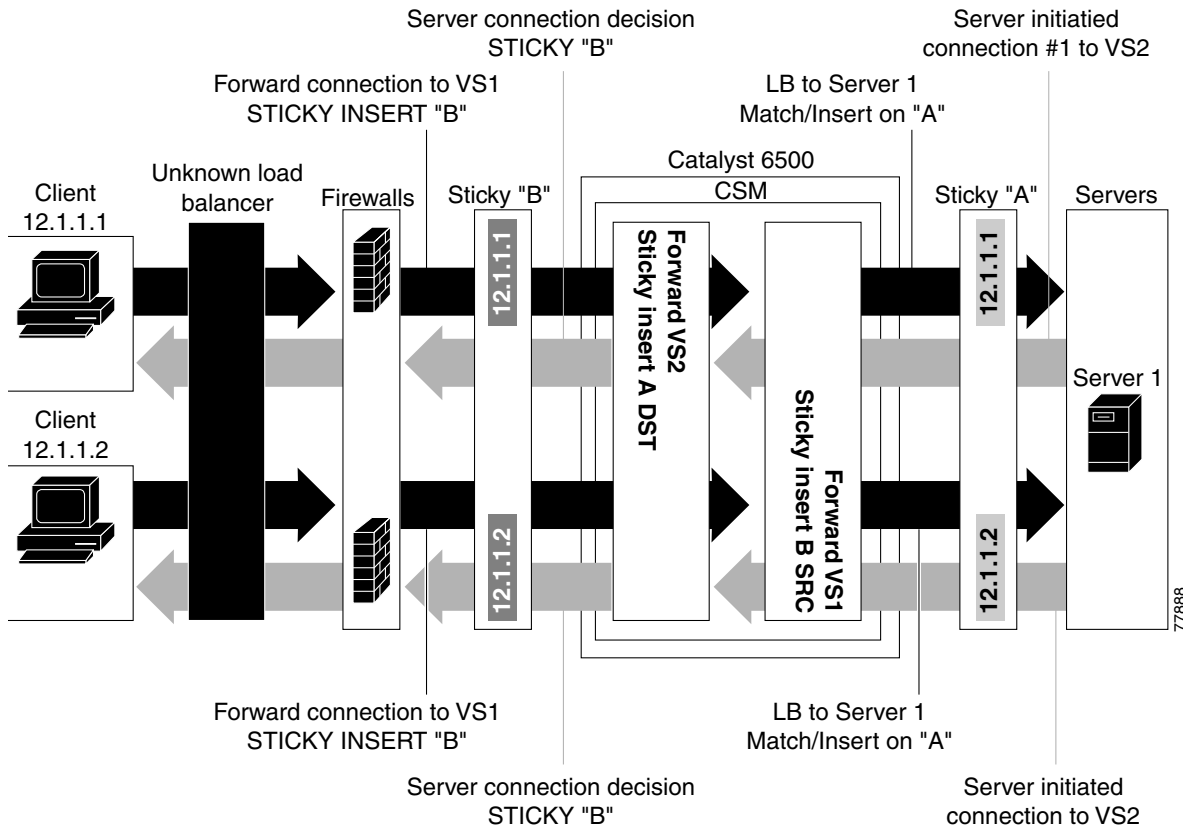 Server connection decision
STICKY "B"
Server initiatied
connection #1 to VS2
Forward connection to VS1
STICKY INSERT "B"
LB to Server 1
Match/Insert on "A"
Catalyst 6500
CSM
Client
12.1.1.1
Unknown load
balancer
Firewalls
Sticky "B"
Sticky "A"
Servers
12.1.1.1
Forward VS2
Sticky insert A DST
12.1.1.1
Server 1
Client
12.1.1.2
12.1.1.2
Forward VS1
Sticky insert B SRC
12.1.1.2
77888
Forward connection to VS1
STICKY INSERT "B"
LB to Server 1
Match/Insert on "A"
Server connection decision
STICKY "B"
Server initiated
connection to VS2